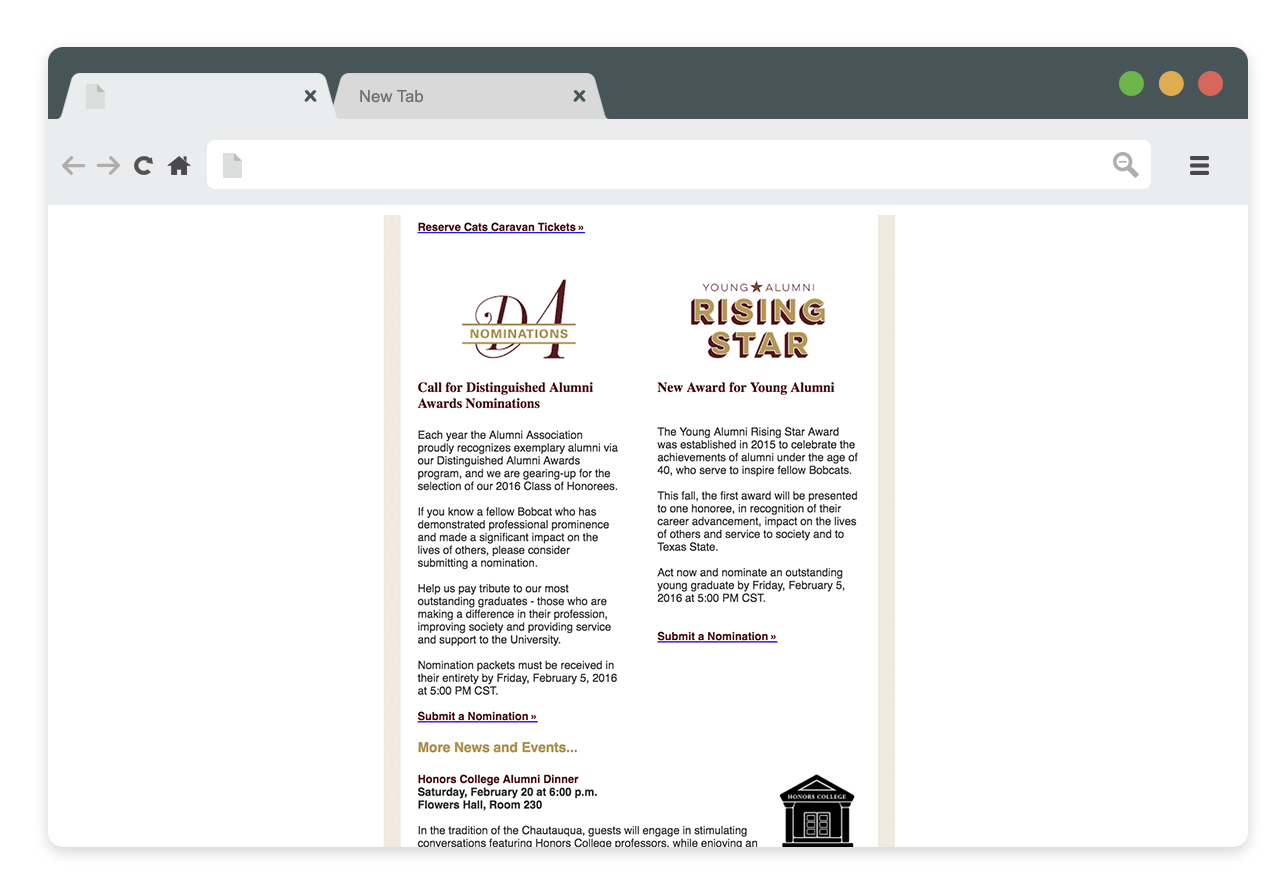 New Tab
Reserve Cats Caravan Tickets »
DA
NOMINATIONS
Call for Distinguished Alumni
Awards Nominations
Each year the Alumni Association
proudly recognizes exemplary alumni via
our Distinguished Alumni Awards
program, and we are gearing-up for the
selection of our 2016 Class of Honorees.
If you know a fellow Bobcat who has
demonstrated professional prominence
and made a significant impact on the
lives of others, please consider
submitting a nomination.
Help us pay tribute to our most
outstanding graduates - those who are
making a difference in their profession,
improving society and providing service
and support to the University.
Nomination packets must be received in
their entirety by Friday, February 5, 2016
at 5:00 PM CST.
Submit a Nomination »
YOUNG ALUMNI
RISING
STAR
New Award for Young Alumni
The Young Alumni Rising Star Award
was established in 2015 to celebrate the
achievements of alumni under the age of
40, who serve to inspire fellow Bobcats.
This fall, the first award will be presented
to one honoree, in recognition of their
career advancement, impact on the lives
of others and service to society and to
Texas State.
Act now and nominate an outstanding
young graduate by Friday, February 5,
2016 at 5:00 PM CST.
Submit a Nomination »
More News and Events...
Honors College Alumni Dinner
Saturday, February 20 at 6:00 p.m.
Flowers Hall, Room 230
In the tradition of the Chautauqua, guests will engage in stimulating
conversations featuring Honors College professors, while enjoying an
HONORS COLLEGE